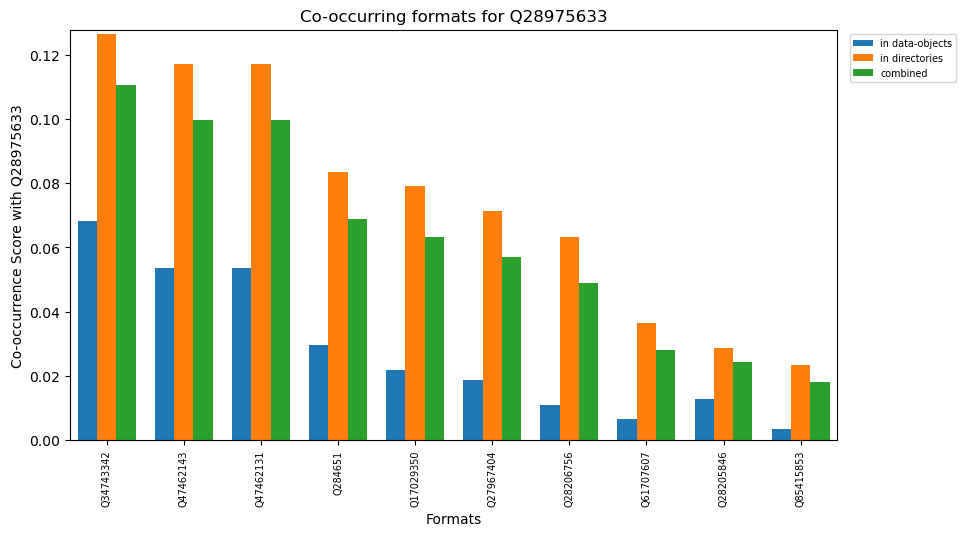 Co-occurring formats for Q28975633
in data-objects
in directories
combined
Co-occurrence Score with Q28975633
0.12
0.10
0.08
0.06
0.04
0.02
0.00
Q34743342
Q47462143
Q47462131
Q284651
Q17029350
Q27967404
Q28206756
Q61707607
Q28205846
Q85415853
Formats